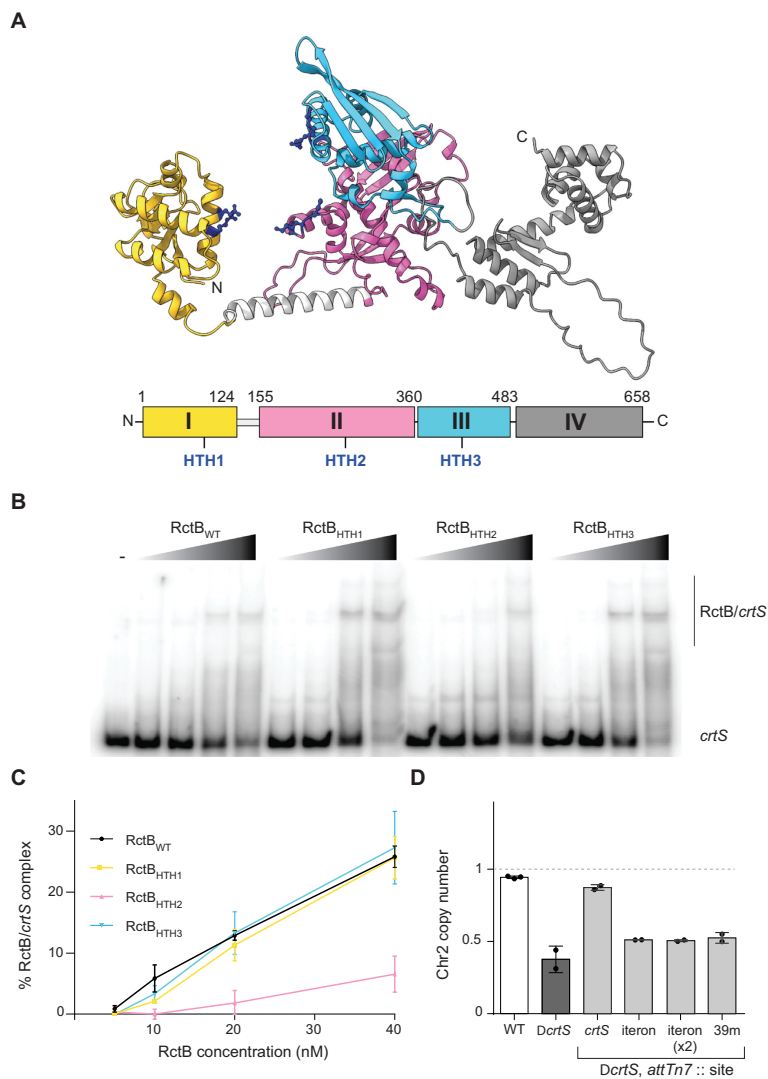 A
C
N
1 124 155 360 483 658
N I II III IV C
HTH1 HTH2 HTH3
B
RctBWT RctBHTH1 RctBHTH2 RctBHTH3
-
RctB/crtS
crtS
C
% RctB/crtS complex
30
20
10
0
RctBWT
RctBHTH1
RctBHTH2
RctBHTH3
10 20 30 40
RctB concentration (nM)
D
Chr2 copy number
1
0.5
0
WT DcrtS crtS iteron iteron 39m
(x2)
DcrtS, attTn7 :: site